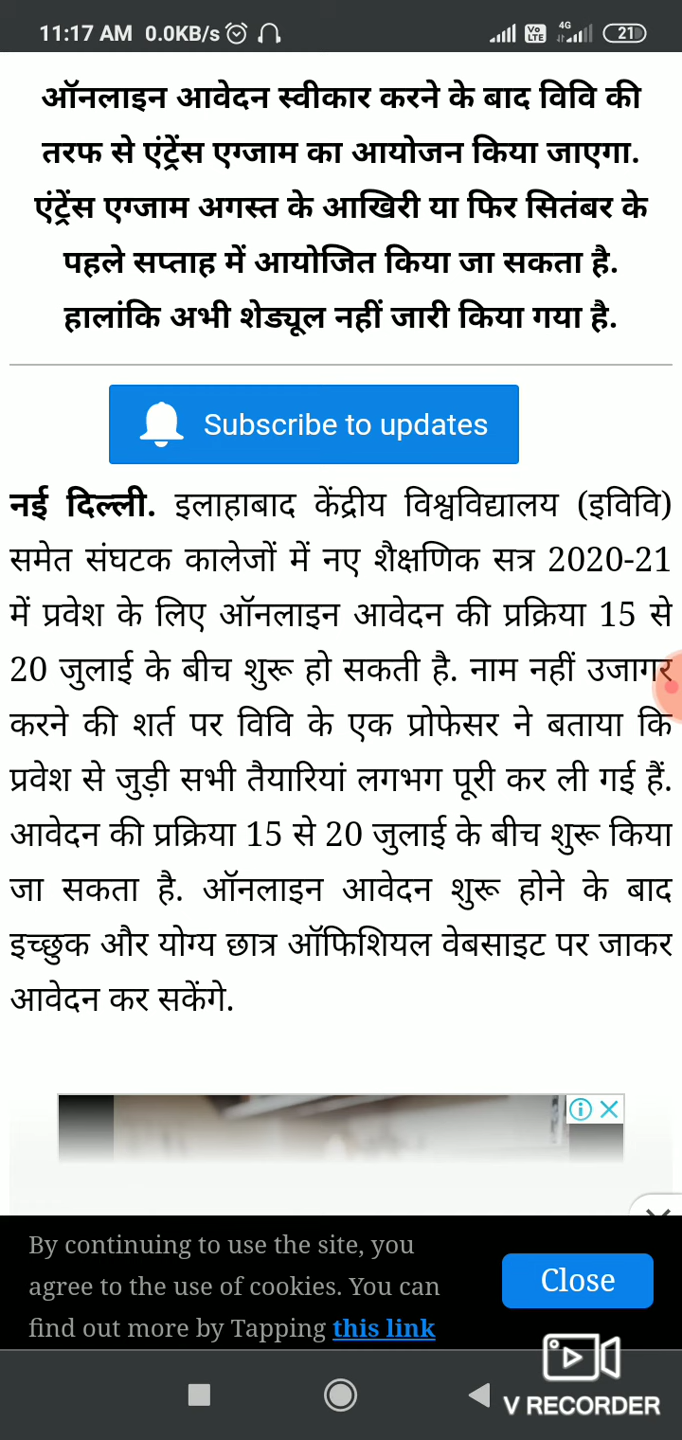 11:17 AM 0.0KB/s Vo LTE 4G 21
ऑनलाइन आवेदन स्वीकार करने के बाद विवि की
तरफ से एंट्रेंस एग्जाम का आयोजन किया जाएगा.
एंट्रेंस एग्जाम अगस्त के आखिरी या फिर सितंबर के
पहले सप्ताह में आयोजित किया जा सकता है.
हालांकि अभी शेड्यूल नहीं जारी किया गया है.
Subscribe to updates
नई दिल्ली. इलाहाबाद केंद्रीय विश्वविद्यालय (इविवि)
समेत संघटक कालेजों में नए शैक्षणिक सत्र 2020-21
में प्रवेश के लिए ऑनलाइन आवेदन की प्रक्रिया 15 से
20 जुलाई के बीच शुरू हो सकती है. नाम नहीं उजागर
करने की शर्त पर विवि के एक प्रोफेसर ने बताया कि
प्रवेश से जुड़ी सभी तैयारियां लगभग पूरी कर ली गई हैं.
आवेदन की प्रक्रिया 15 से 20 जुलाई के बीच शुरू किया
जा सकता है. ऑनलाइन आवेदन शुरू होने के बाद
इच्छुक और योग्य छात्र ऑफिशियल वेबसाइट पर जाकर
आवेदन कर सकेंगे.
By continuing to use the site, you
agree to the use of cookies. You can
find out more by Tapping this link
Close
V RECORDER